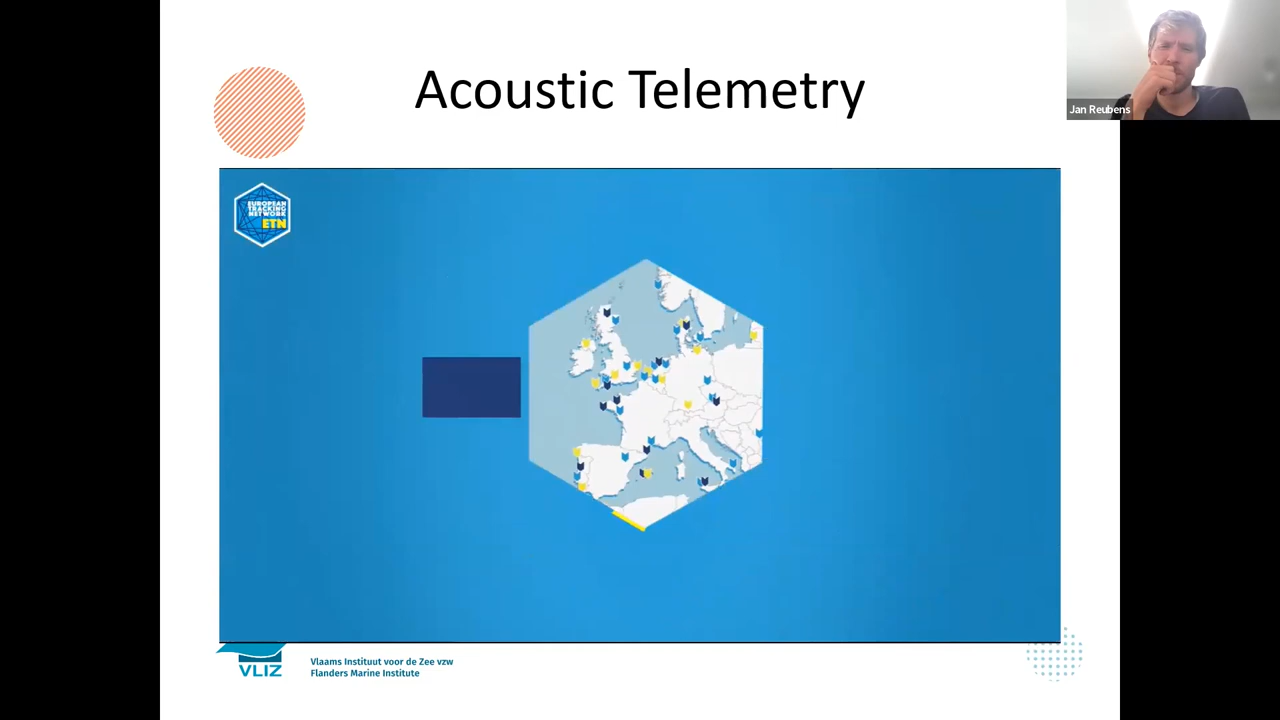 Acoustic Telemetry
Jan Reubens
EUROPEAN
TRACKING
NETWORK
ETN
VLIZ
Vlaams Instituut voor de Zee vzw
Flanders Marine Institute